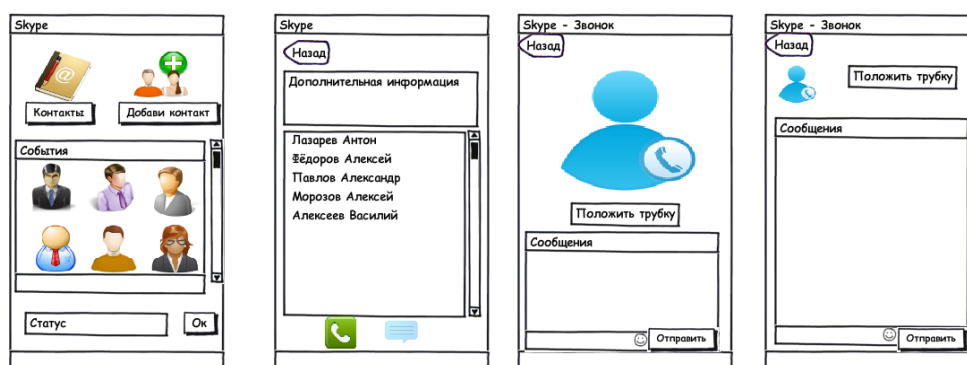 Skype
Контакты
Добави контакт
События
Статус
Ок
Skype
Назад
Дополнительная информация
Лазарев Антон
Фёдоров Алексей
Павлов Александр
Морозов Алексей
Алексеев Василий
Skype - Звонок
Назад
Положить трубку
Сообщения
Отправить
Skype - Звонок
Назад
Положить трубку
Сообщения
Отправить